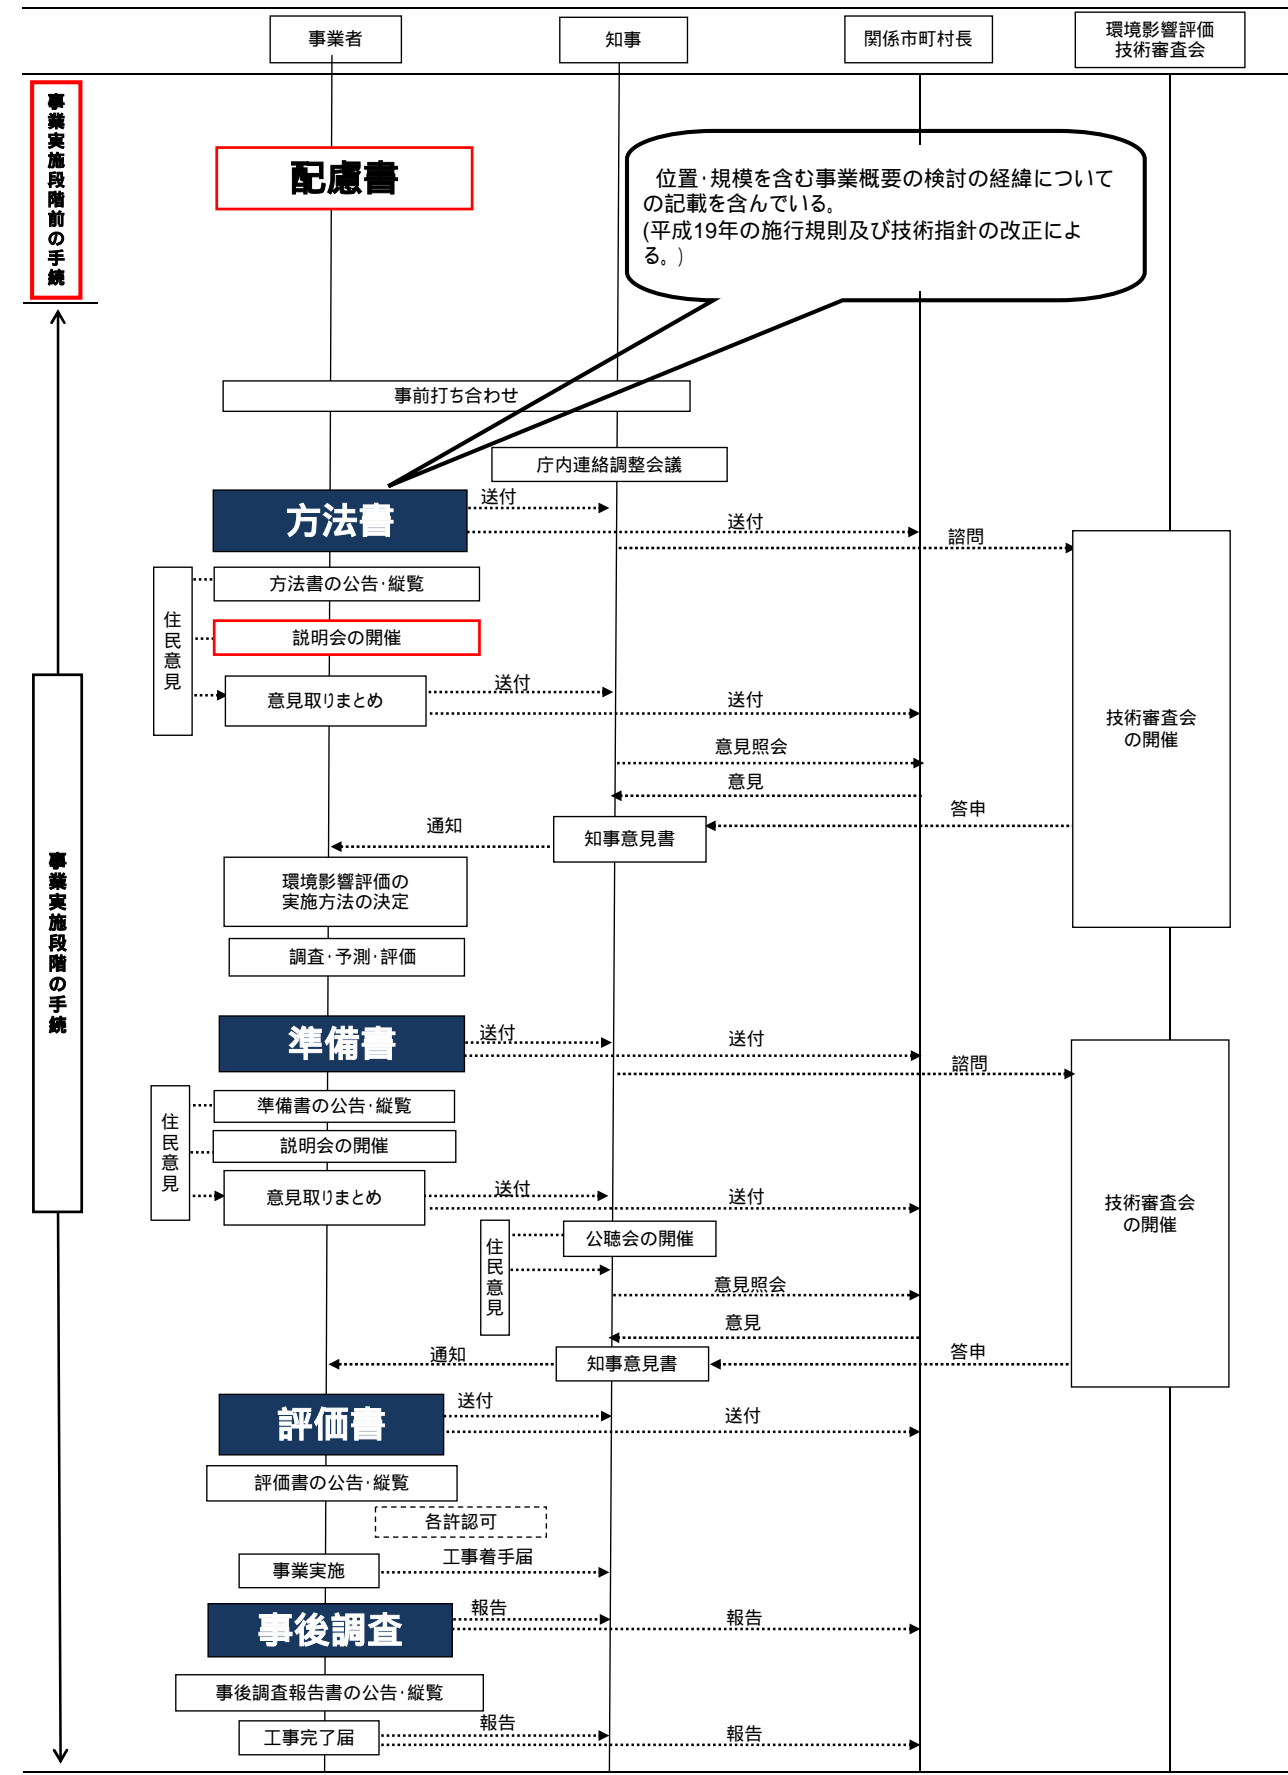 事業者
知事
関係市町村長
環境影響評価
技術審査会
事業実施段階前の手続
配慮書
位置・規模を含む事業概要の検討の経緯について
の記載を含んでいる。
(平成19年の施行規則及び技術指針の改正によ
る。)
事前打ち合わせ
庁内連絡調整会議
方法書
送付
送付
諮問
方法書の公告・縦覧
住民意見
説明会の開催
意見取りまとめ
送付
送付
技術審査会
の開催
意見照会
意見
答申
通知
知事意見書
環境影響評価の
実施方法の決定
調査・予測・評価
事業実施段階の手続
準備書
送付
送付
諮問
準備書の公告・縦覧
住民意見
説明会の開催
意見取りまとめ
送付
送付
技術審査会
の開催
公聴会の開催
住民意見
意見照会
意見
答申
通知
知事意見書
評価書
送付
送付
評価書の公告・縦覧
各許認可
事業実施
工事着手届
事後調査
報告
報告
事後調査報告書の公告・縦覧
工事完了届
報告
報告